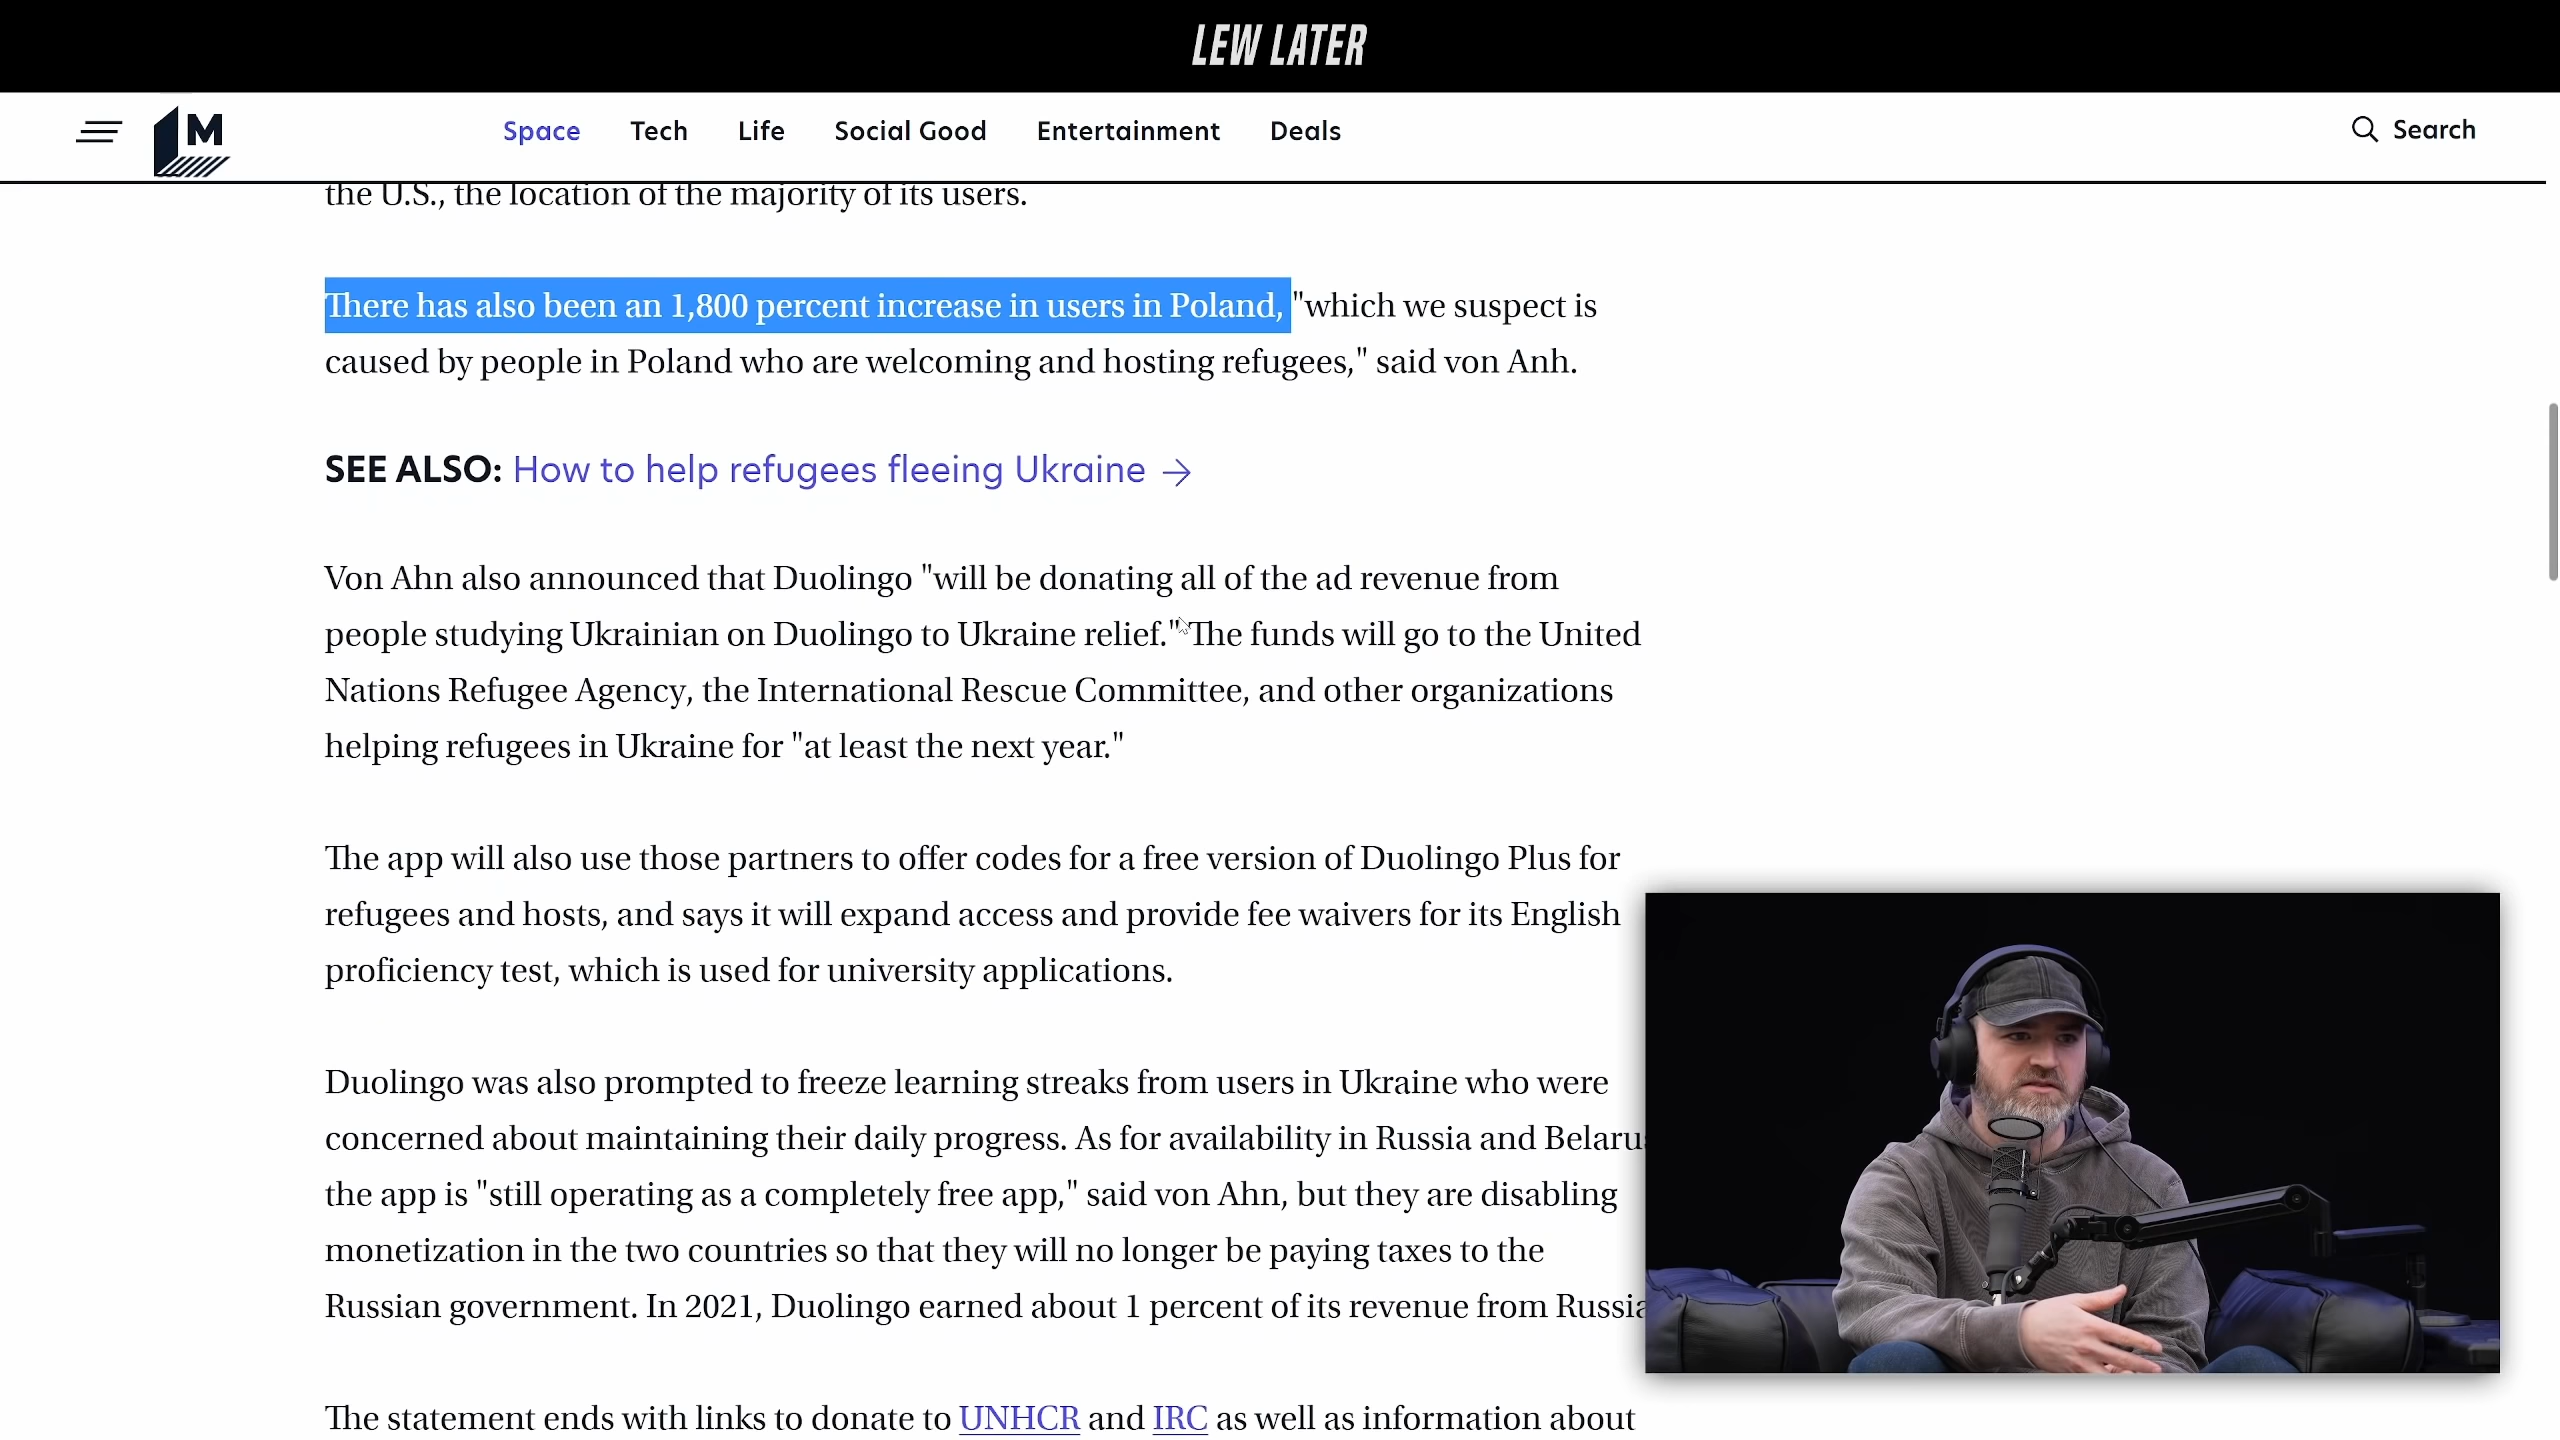 LEW LATER
M
Space Tech Life Social Good Entertainment Deals
Search
the U.S., the location of the majority of its users.
There has also been an 1,800 percent increase in users in Poland, "which we suspect is
caused by people in Poland who are welcoming and hosting refugees," said von Anh.
SEE ALSO: How to help refugees fleeing Ukraine →
Von Ahn also announced that Duolingo "will be donating all of the ad revenue from
people studying Ukrainian on Duolingo to Ukraine relief." The funds will go to the United
Nations Refugee Agency, the International Rescue Committee, and other organizations
helping refugees in Ukraine for "at least the next year."
The app will also use those partners to offer codes for a free version of Duolingo Plus for
refugees and hosts, and says it will expand access and provide fee waivers for its English
proficiency test, which is used for university applications.
Duolingo was also prompted to freeze learning streaks from users in Ukraine who were
concerned about maintaining their daily progress. As for availability in Russia and Belarus
the app is "still operating as a completely free app," said von Ahn, but they are disabling
monetization in the two countries so that they will no longer be paying taxes to the
Russian government. In 2021, Duolingo earned about 1 percent of its revenue from Russia
The statement ends with links to donate to UNHCR and IRC as well as information about